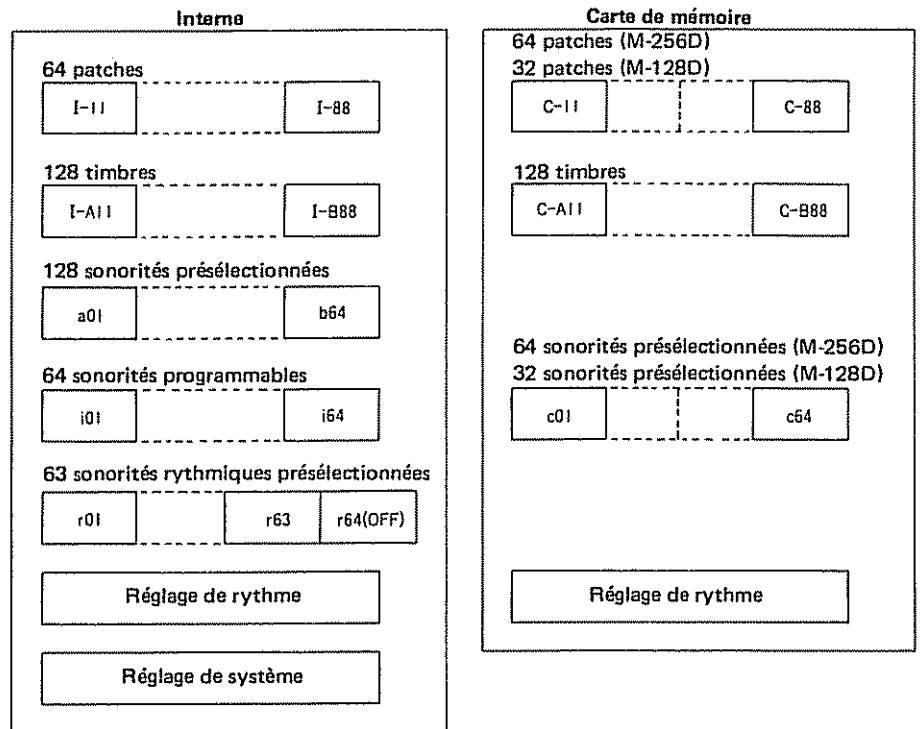 Interne
64 patches
I-11 I-88
128 timbres
I-A11 I-B88
128 sonorités présélectionnées
a01 b64
64 sonorités programmables
i01 i64
63 sonorités rythmiques présélectionnées
r01 r63 r64(OFF)
Réglage de rythme
Réglage de système
Carte de mémoire
64 patches (M-256D)
32 patches (M-128D)
C-11 C-88
128 timbres
C-A11 C-B88
64 sonorités présélectionnées (M-256D)
32 sonorités présélectionnées (M-128D)
c01 c64
Réglage de rythme